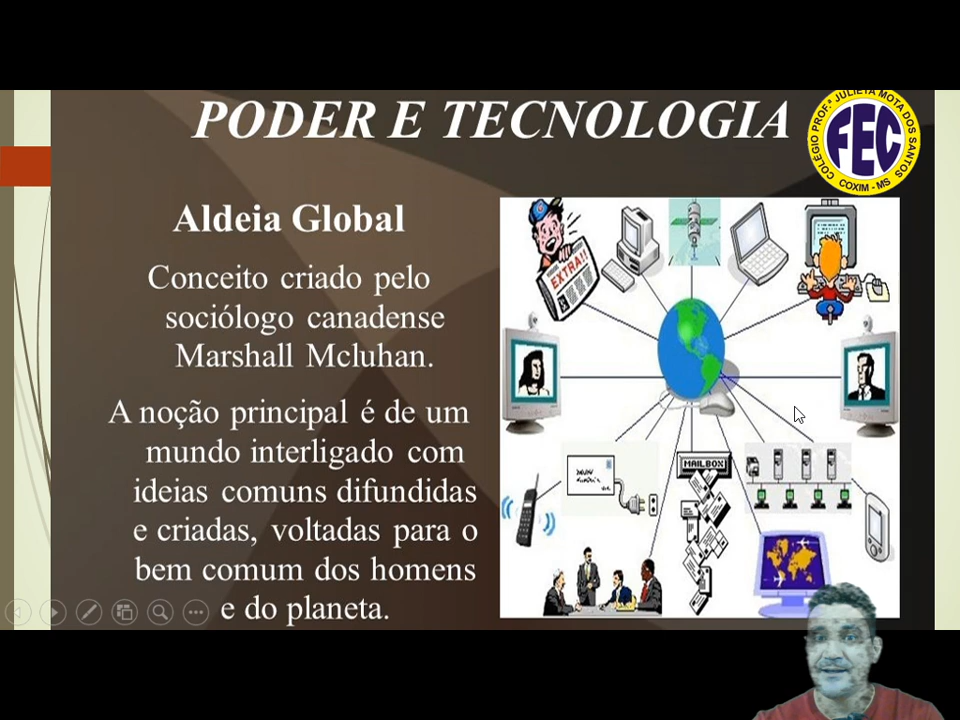 PODER E TECNOLOGIA
COLÉGIO PROF.ª JULIETA MOTA DOS SANTOS
FEC
COXIM - MS
Aldeia Global
Conceito criado pelo
sociólogo canadense
Marshall Mcluhan.
A noção principal é de um
mundo interligado com
ideias comuns difundidas
e criadas, voltadas para o
bem comum dos homens
e do planeta.
EXTRA!!
MAILBOX